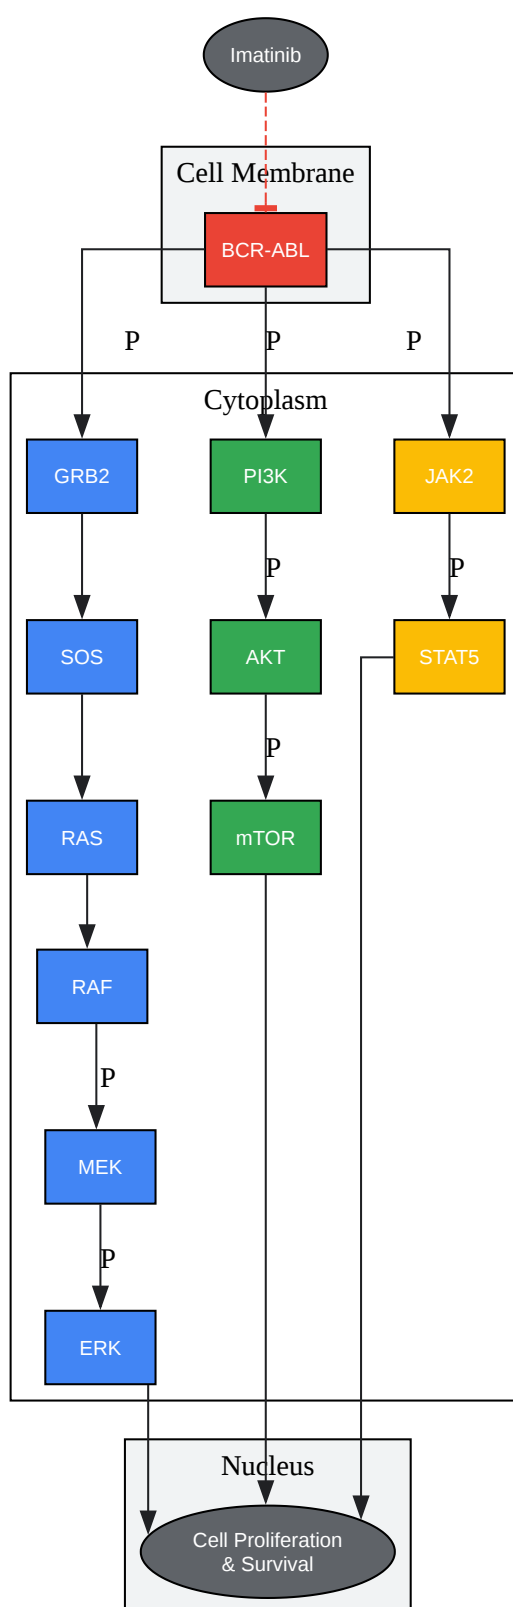 Imatinib
Cell Membrane
BCR-ABL
P P P
Cytoplasm
GRB2 PI3K JAK2
P P
SOS AKT STAT5
P
RAS mTOR
RAF
P
MEK
P
ERK
Nucleus
Cell Proliferation
& Survival